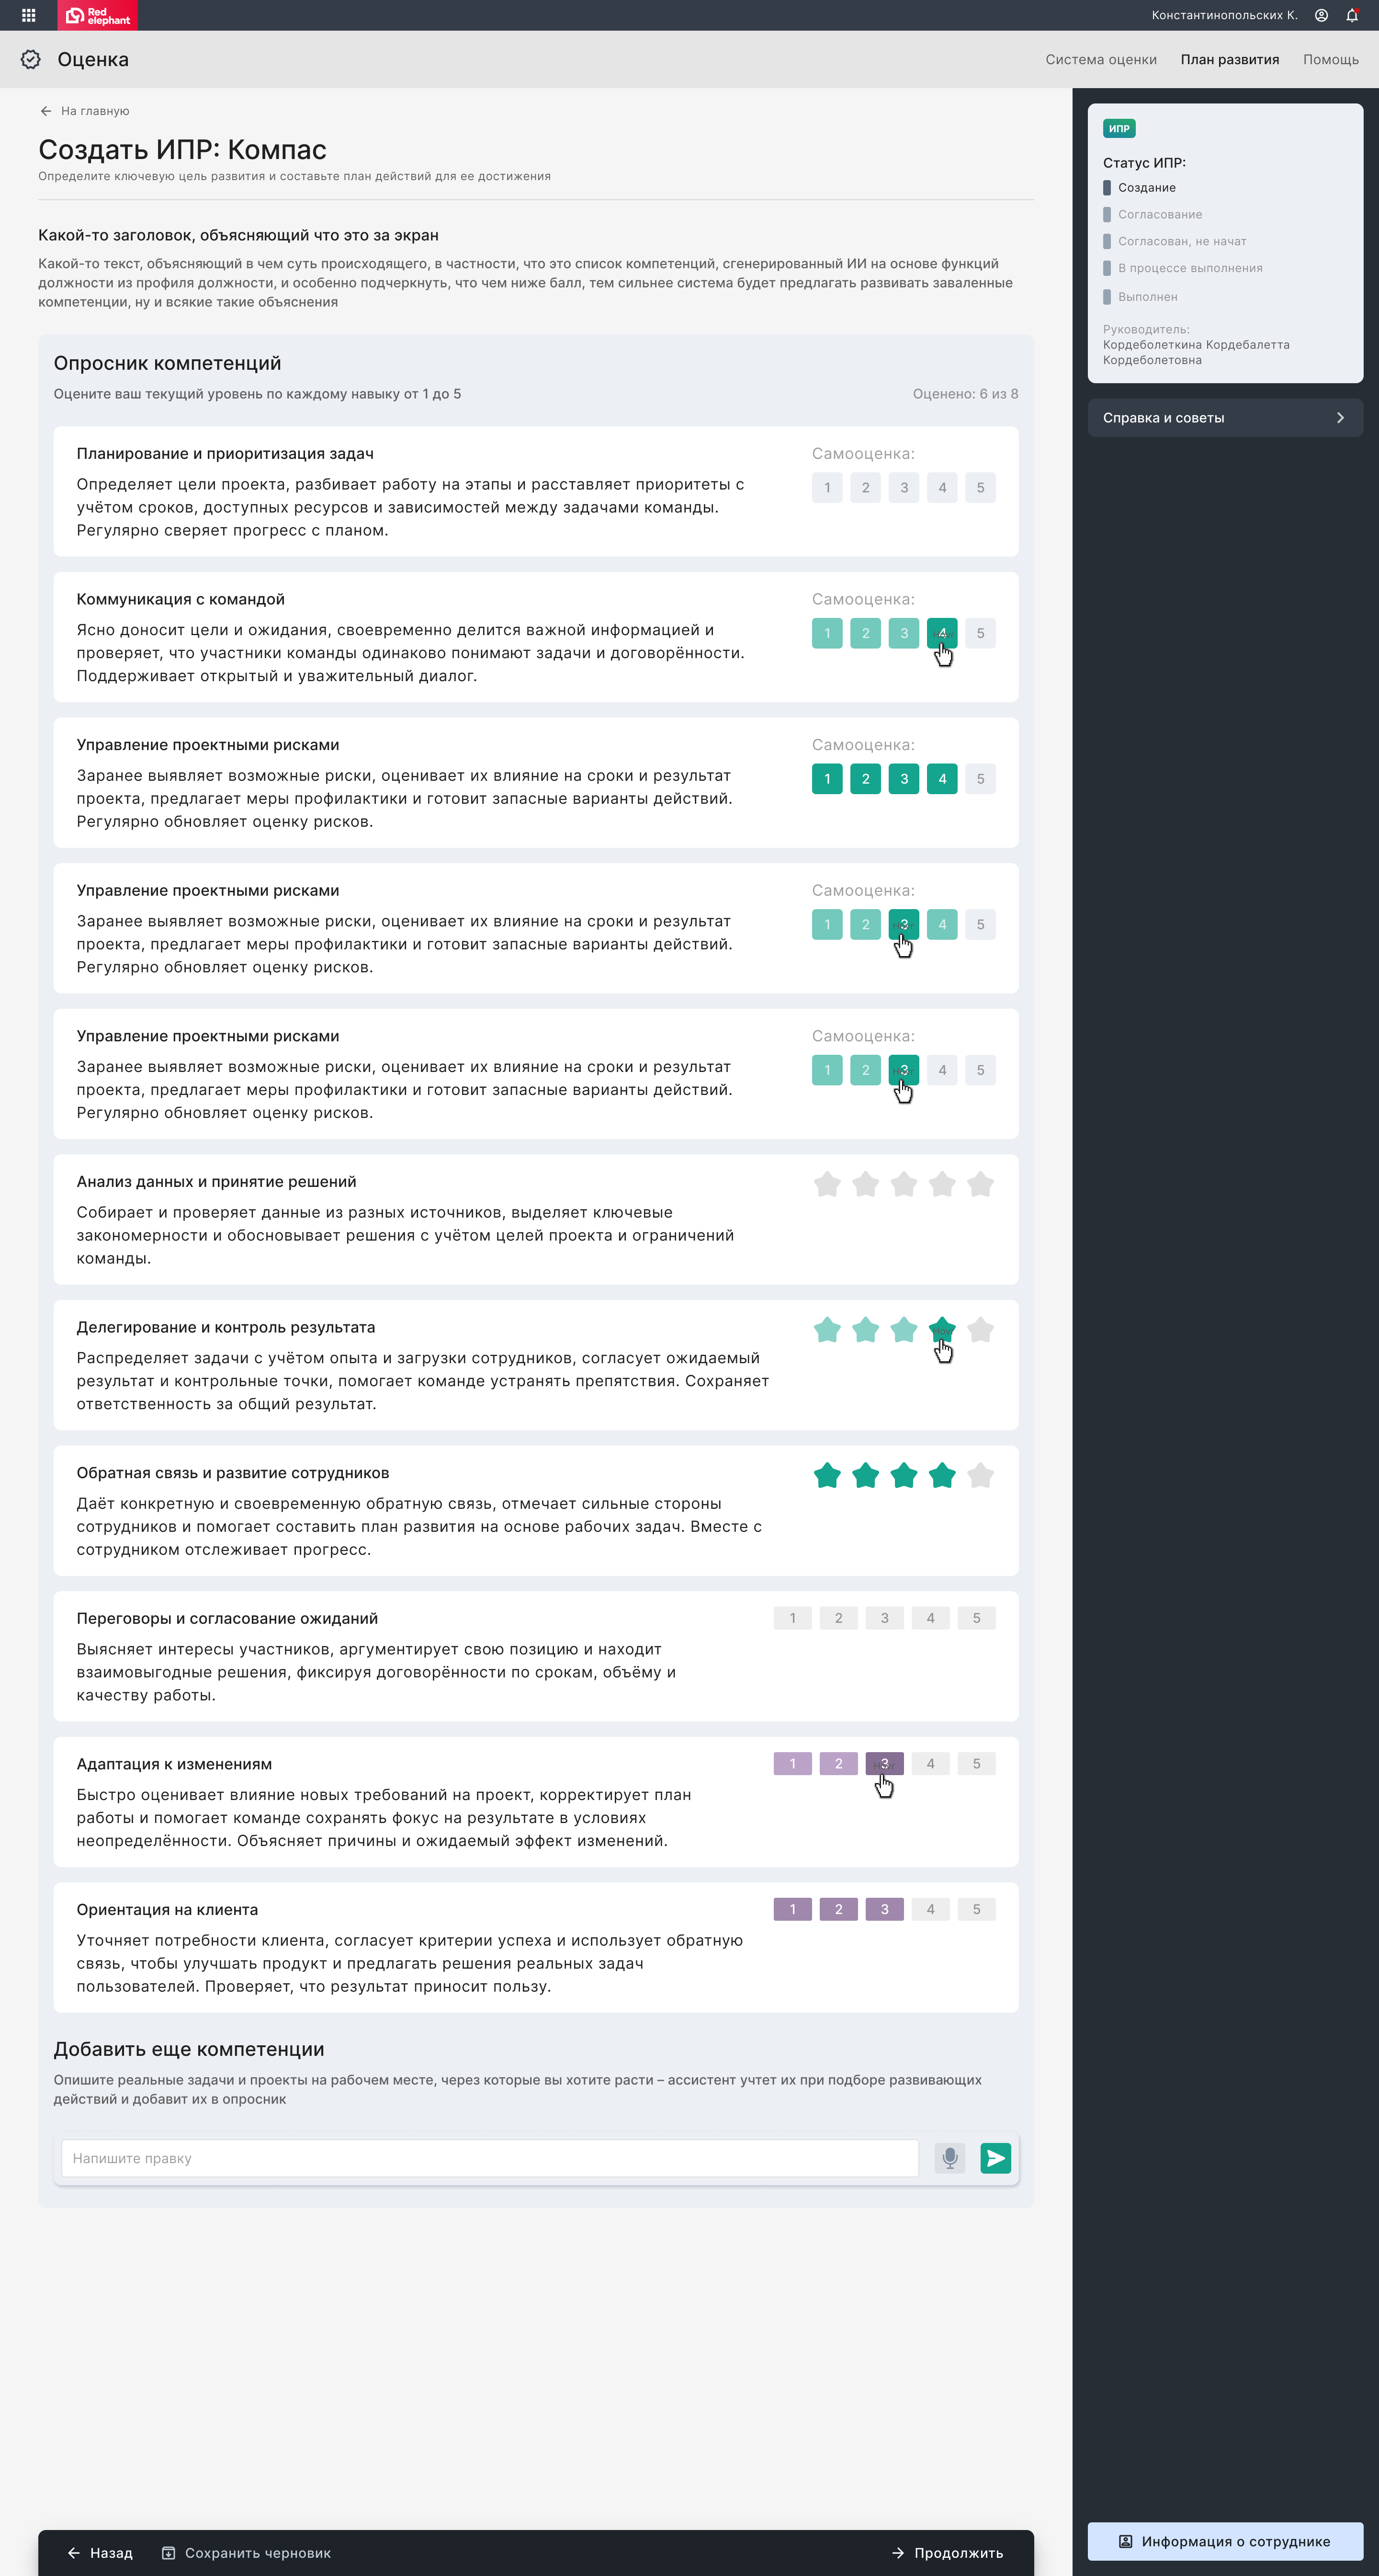 Red
elephant
Константинопольских К.
Оценка
Система оценки
План развития
Помощь
На главную
Создать ИПР: Компас
Определите ключевую цель развития и составьте план действий для ее достижения
Какой-то заголовок, объясняющий что это за экран
Какой-то текст, объясняющий в чем суть происходящего, в частности, что это список компетенций, сгенерированный ИИ на основе функций
должности из профиля должности, и особенно подчеркнуть, что чем ниже балл, тем сильнее система будет предлагать развивать заваленные
компетенции, ну и всякие такие объяснения
Опросник компетенций
Оцените ваш текущий уровень по каждому навыку от 1 до 5
Оценено: 6 из 8
Планирование и приоритизация задач
Определяет цели проекта, разбивает работу на этапы и расставляет приоритеты с
учётом сроков, доступных ресурсов и зависимостей между задачами команды.
Регулярно сверяет прогресс с планом.
Самооценка:
1 2 3 4 5
Коммуникация с командой
Ясно доносит цели и ожидания, своевременно делится важной информацией и
проверяет, что участники команды одинаково понимают задачи и договорённости.
Поддерживает открытый и уважительный диалог.
Самооценка:
1 2 3 4 5
Управление проектными рисками
Заранее выявляет возможные риски, оценивает их влияние на сроки и результат
проекта, предлагает меры профилактики и готовит запасные варианты действий.
Регулярно обновляет оценку рисков.
Самооценка:
1 2 3 4 5
Управление проектными рисками
Заранее выявляет возможные риски, оценивает их влияние на сроки и результат
проекта, предлагает меры профилактики и готовит запасные варианты действий.
Регулярно обновляет оценку рисков.
Самооценка:
1 2 3 4 5
Управление проектными рисками
Заранее выявляет возможные риски, оценивает их влияние на сроки и результат
проекта, предлагает меры профилактики и готовит запасные варианты действий.
Регулярно обновляет оценку рисков.
Самооценка:
1 2 3 4 5
Анализ данных и принятие решений
Собирает и проверяет данные из разных источников, выделяет ключевые
закономерности и обосновывает решения с учётом целей проекта и ограничений
команды.
Делегирование и контроль результата
Распределяет задачи с учётом опыта и загрузки сотрудников, согласует ожидаемый
результат и контрольные точки, помогает команде устранять препятствия. Сохраняет
ответственность за общий результат.
Обратная связь и развитие сотрудников
Даёт конкретную и своевременную обратную связь, отмечает сильные стороны
сотрудников и помогает составить план развития на основе рабочих задач. Вместе с
сотрудником отслеживает прогресс.
Переговоры и согласование ожиданий
Выясняет интересы участников, аргументирует свою позицию и находит
взаимовыгодные решения, фиксируя договорённости по срокам, объёму и
качеству работы.
1 2 3 4 5
Адаптация к изменениям
Быстро оценивает влияние новых требований на проект, корректирует план
работы и помогает команде сохранять фокус на результате в условиях
неопределённости. Объясняет причины и ожидаемый эффект изменений.
1 2 3 4 5
Ориентация на клиента
Уточняет потребности клиента, согласует критерии успеха и использует обратную
связь, чтобы улучшать продукт и предлагать решения реальных задач
пользователей. Проверяет, что результат приносит пользу.
1 2 3 4 5
Добавить еще компетенции
Опишите реальные задачи и проекты на рабочем месте, через которые вы хотите расти – ассистент учтет их при подборе развивающих
действий и добавит их в опросник
Напишите правку
Назад
Сохранить черновик
Продолжить
ИПР
Статус ИПР:
Создание
Согласование
Согласован, не начат
В процессе выполнения
Выполнен
Руководитель:
Кордеболеткина Кордебалетта
Кордеболетовна
Справка и советы
Информация о сотруднике